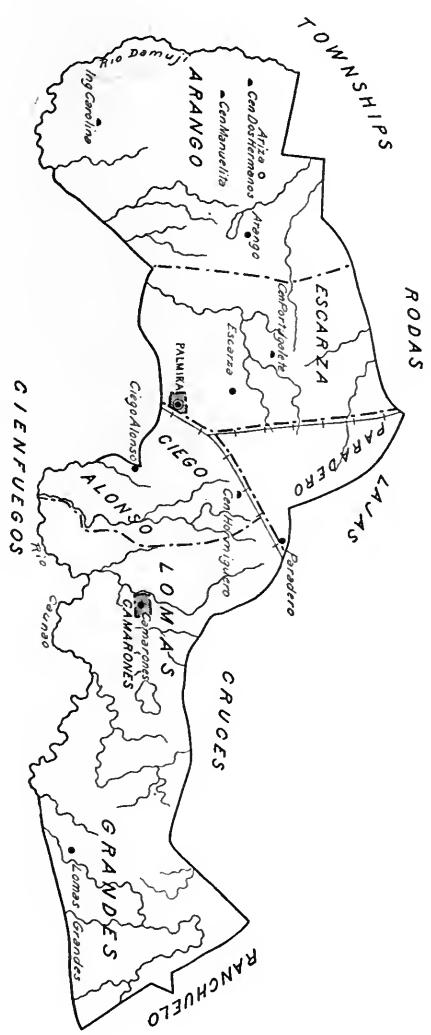 TOWNSHIPS
RODAS
LAJAS
CRUCES
RANCHUELO
CIENFUEGOS
Rio Damuji
ARANGO
Ing Carolina
Ariza
Cen Dos Hermanos
Cen Manuelita
Arango
ESCARZA
Cen Portugalete
Escarza
PALMIRA
PARADERO
Paradero
CIEGO
ALONSO
Ciego Alonso
Cen Hormiguero
Rio
Caunao
LOMAS
GRANDES
Camarones
CAMARONES
Lomas Grandes